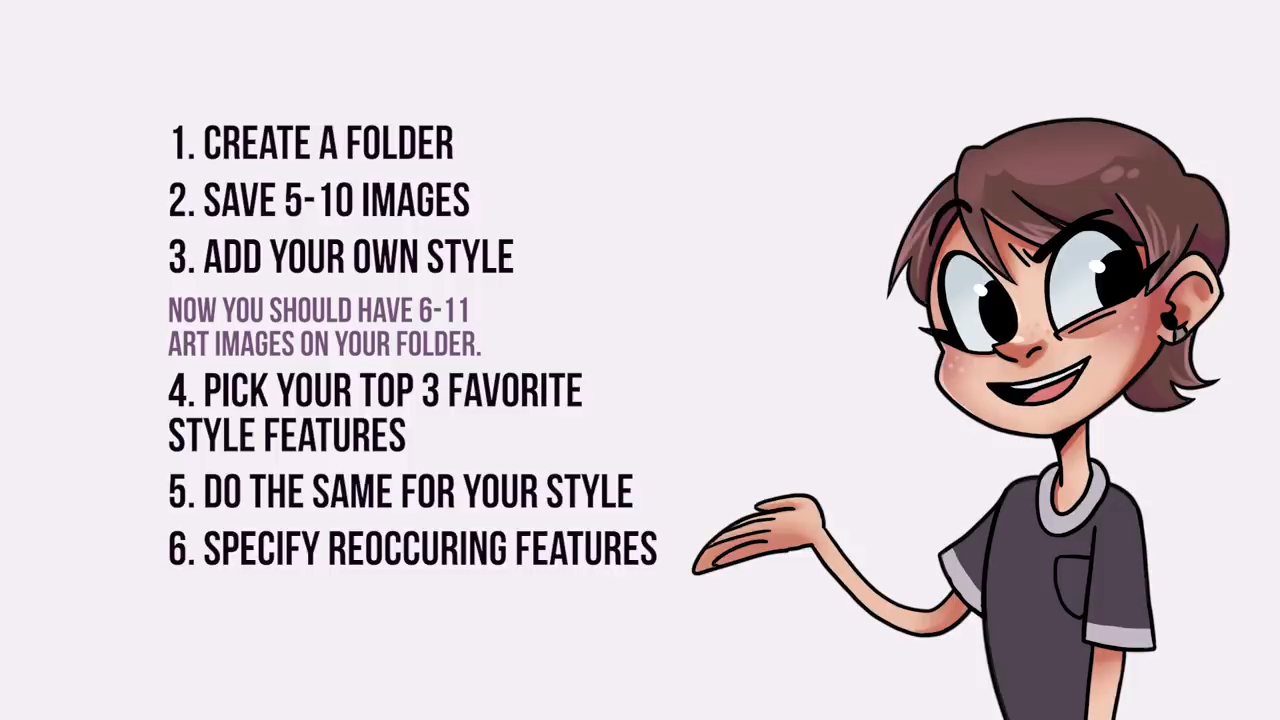 1. CREATE A FOLDER
2. SAVE 5-10 IMAGES
3. ADD YOUR OWN STYLE
NOW YOU SHOULD HAVE 6-11
ART IMAGES ON YOUR FOLDER.
4. PICK YOUR TOP 3 FAVORITE
STYLE FEATURES
5. DO THE SAME FOR YOUR STYLE
6. SPECIFY REOCCURING FEATURES